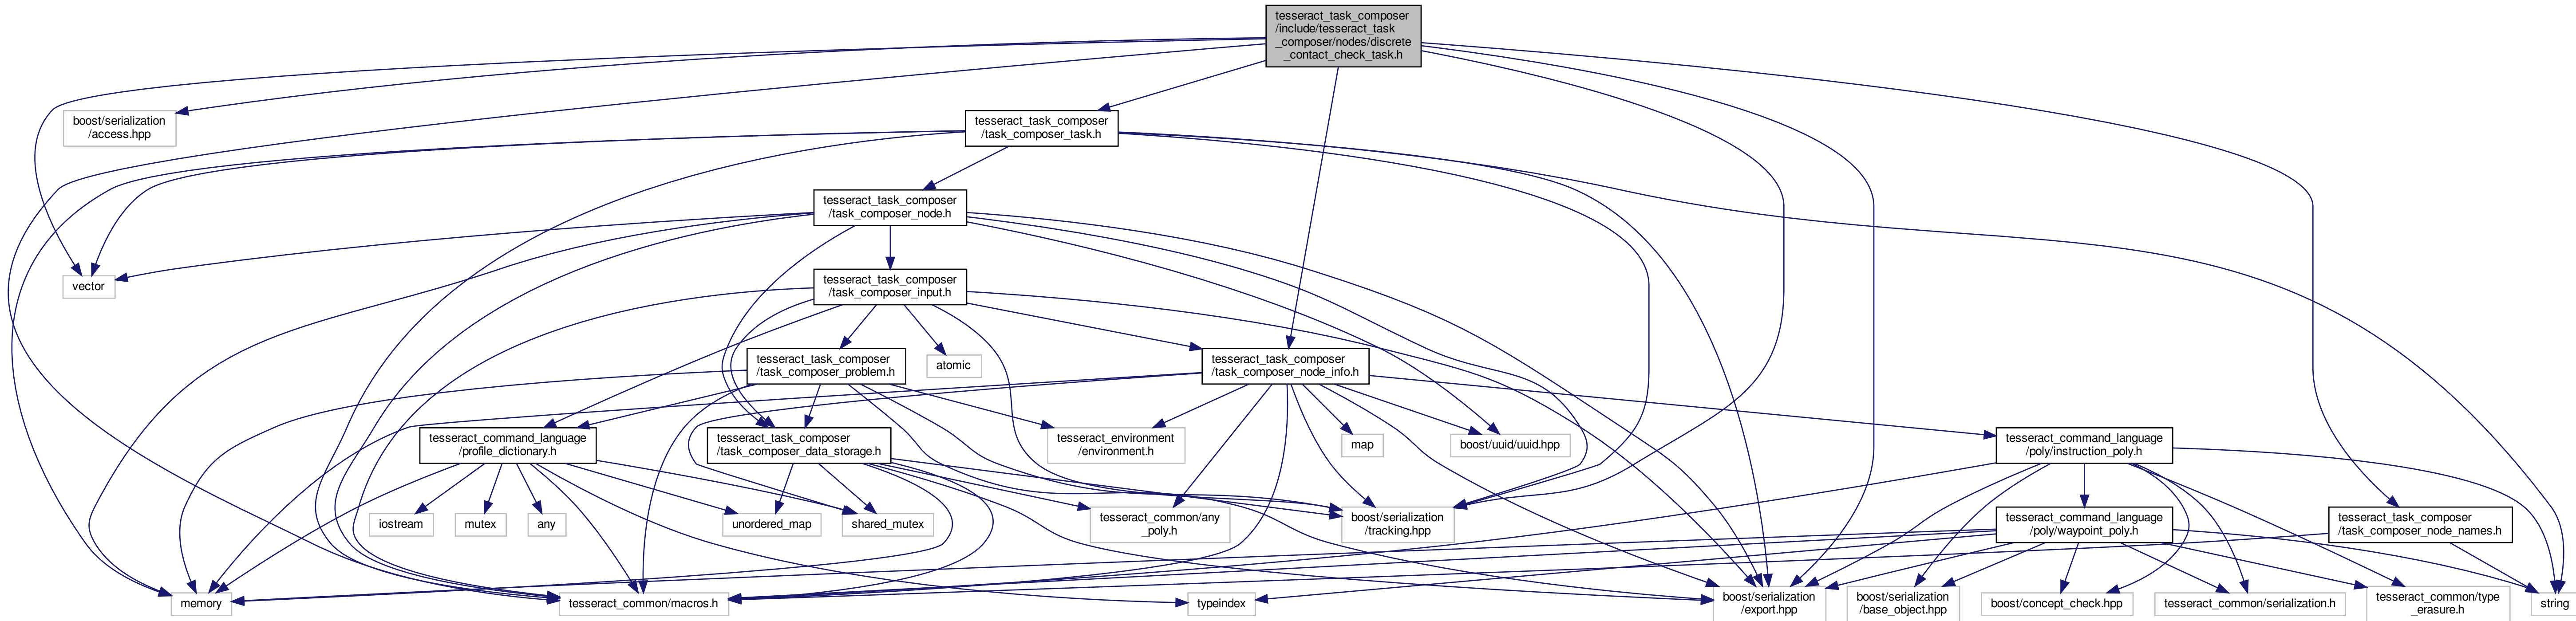 tesseract_task_composer
/include/tesseract_task
_composer/nodes/discrete
_contact_check_task.h
boost/serialization
/access.hpp
tesseract_task_composer
/task_composer_task.h
tesseract_task_composer
/task_composer_node.h
vector
tesseract_task_composer
/task_composer_input.h
tesseract_task_composer
/task_composer_problem.h
atomic
tesseract_task_composer
/task_composer_node_info.h
tesseract_command_language
/profile_dictionary.h
tesseract_task_composer
/task_composer_data_storage.h
tesseract_environment
/environment.h
map
boost/uuid/uuid.hpp
tesseract_command_language
/poly/instruction_poly.h
iostream
mutex
any
unordered_map
shared_mutex
tesseract_common/any
_poly.h
boost/serialization
/tracking.hpp
tesseract_command_language
/poly/waypoint_poly.h
tesseract_task_composer
/task_composer_node_names.h
memory
tesseract_common/macros.h
typeindex
boost/serialization
/export.hpp
boost/serialization
/base_object.hpp
boost/concept_check.hpp
tesseract_common/serialization.h
tesseract_common/type
_erasure.h
string